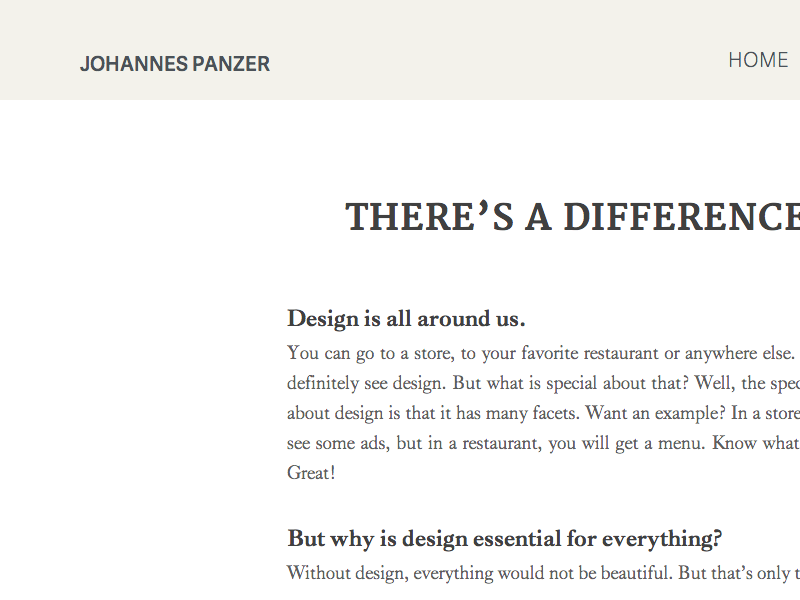 JOHANNES PANZER
HOME
THERE’S A DIFFERENCE
Design is all around us.
You can go to a store, to your favorite restaurant or anywhere else.
definitely see design. But what is special about that? Well, the spec
about design is that it has many facets. Want an example? In a store
see some ads, but in a restaurant, you will get a menu. Know what
Great!
But why is design essential for everything?
Without design, everything would not be beautiful. But that’s only t